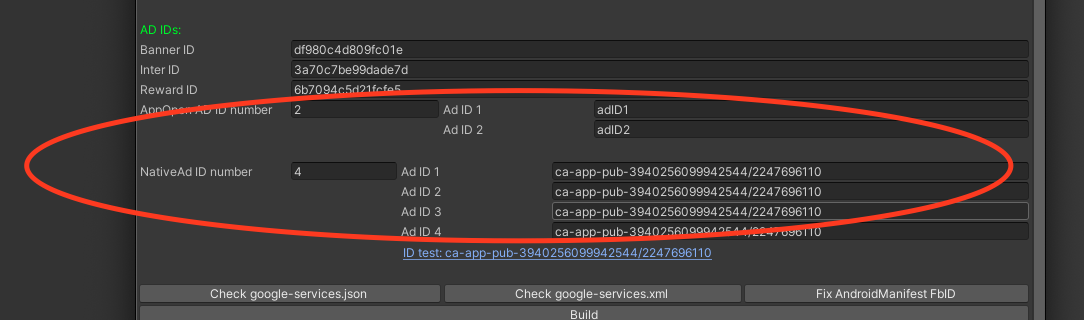 AD IDs:
Banner ID df980c4d809fc01e
Inter ID 3a70c7be99dade7d
Reward ID 6b7094c5d21fcfe5
AppOpen AD ID number 2 Ad ID 1 adID1
Ad ID 2 adID2
NativeAd ID number 4 Ad ID 1 ca-app-pub-3940256099942544/2247696110
Ad ID 2 ca-app-pub-3940256099942544/2247696110
Ad ID 3 ca-app-pub-3940256099942544/2247696110
Ad ID 4 ca-app-pub-3940256099942544/2247696110
ID test: ca-app-pub-3940256099942544/2247696110
Check google-services.json Check google-services.xml Fix AndroidManifest FbID
Build